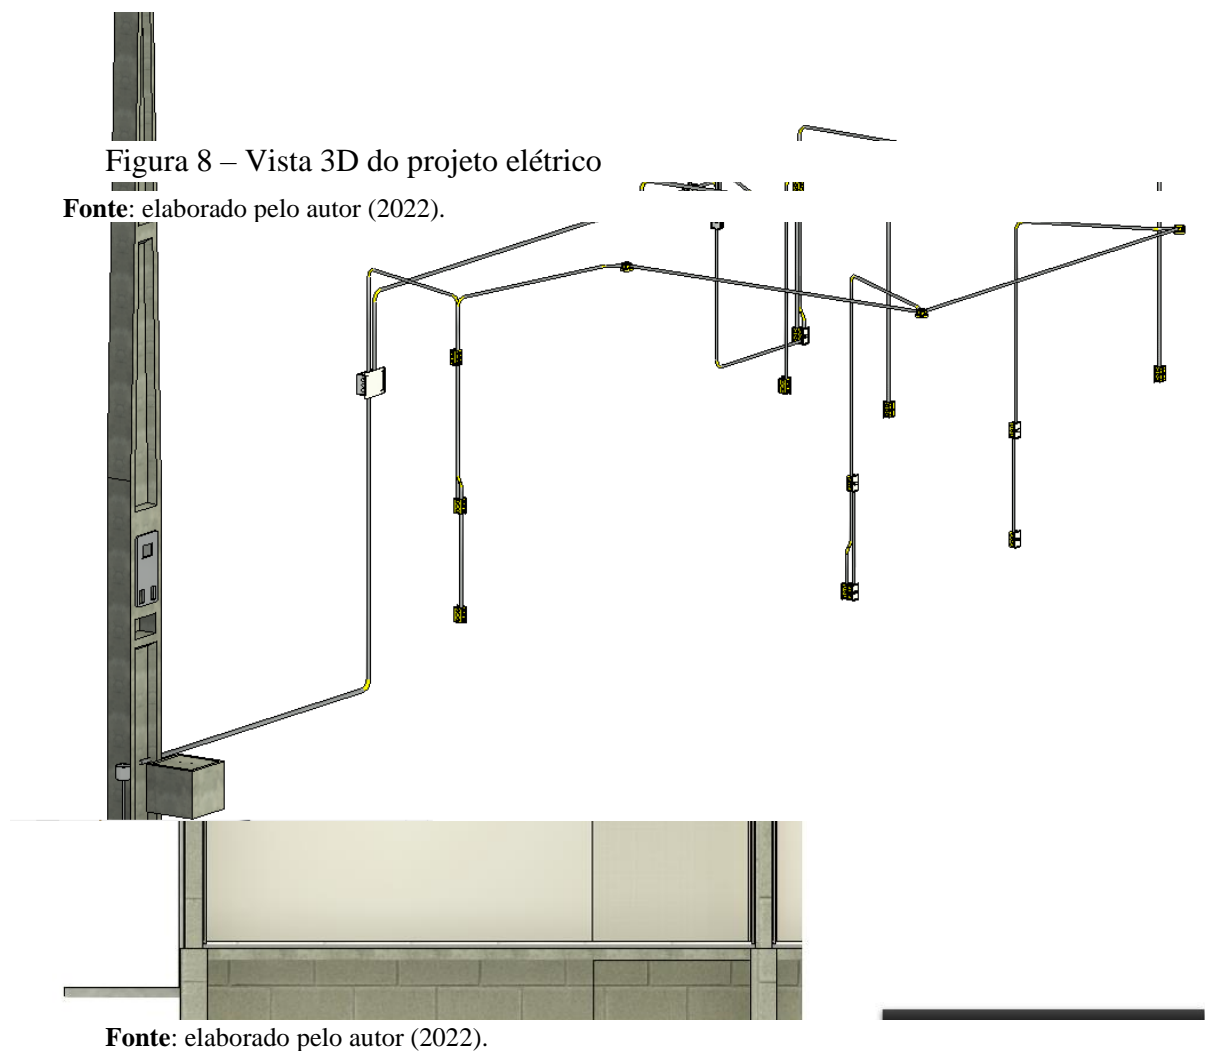 Figura 8 – Vista 3D do projeto elétrico
Fonte: elaborado pelo autor (2022).
Fonte: elaborado pelo autor (2022).